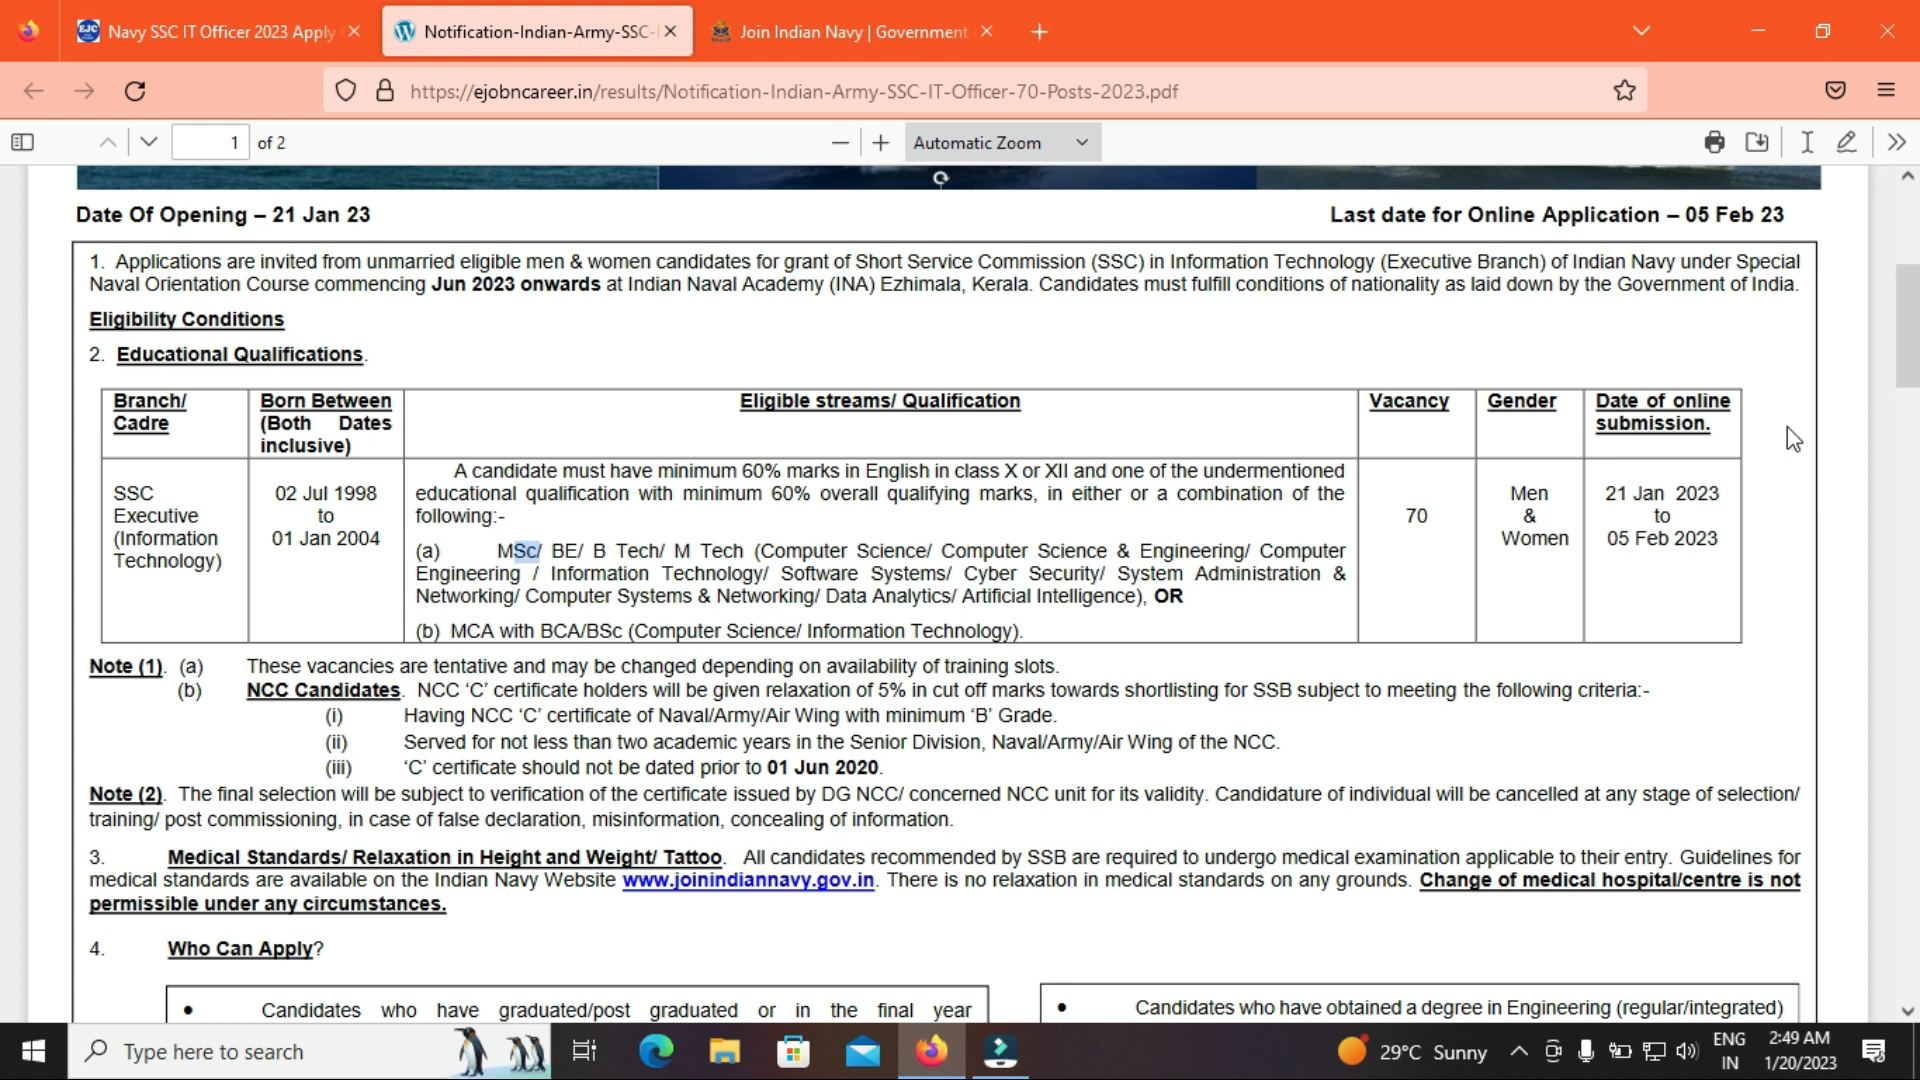 Navy SSC IT Officer 2023 Apply
Notification-Indian-Army-SSC-I
Join Indian Navy | Government
https://ejobncareer.in/results/Notification-Indian-Army-SSC-IT-Officer-70-Posts-2023.pdf
1 of 2
Automatic Zoom
Date Of Opening – 21 Jan 23
Last date for Online Application – 05 Feb 23
1. Applications are invited from unmarried eligible men & women candidates for grant of Short Service Commission (SSC) in Information Technology (Executive Branch) of Indian Navy under Special
Naval Orientation Course commencing Jun 2023 onwards at Indian Naval Academy (INA) Ezhimala, Kerala. Candidates must fulfill conditions of nationality as laid down by the Government of India.
Eligibility Conditions
2. Educational Qualifications.
Branch/
Cadre
Born Between
(Both Dates
inclusive)
Eligible streams/ Qualification
Vacancy
Gender
Date of online
submission.
SSC
Executive
(Information
Technology)
02 Jul 1998
to
01 Jan 2004
A candidate must have minimum 60% marks in English in class X or XII and one of the undermentioned
educational qualification with minimum 60% overall qualifying marks, in either or a combination of the
following:-
(a) MSc/ BE/ B Tech/ M Tech (Computer Science/ Computer Science & Engineering/ Computer
Engineering / Information Technology/ Software Systems/ Cyber Security/ System Administration &
Networking/ Computer Systems & Networking/ Data Analytics/ Artificial Intelligence), OR
(b) MCA with BCA/BSc (Computer Science/ Information Technology).
70
Men
&
Women
21 Jan 2023
to
05 Feb 2023
Note (1). (a) These vacancies are tentative and may be changed depending on availability of training slots.
(b) NCC Candidates. NCC ‘C’ certificate holders will be given relaxation of 5% in cut off marks towards shortlisting for SSB subject to meeting the following criteria:-
(i) Having NCC ‘C’ certificate of Naval/Army/Air Wing with minimum ‘B’ Grade.
(ii) Served for not less than two academic years in the Senior Division, Naval/Army/Air Wing of the NCC.
(iii) ‘C’ certificate should not be dated prior to 01 Jun 2020.
Note (2). The final selection will be subject to verification of the certificate issued by DG NCC/ concerned NCC unit for its validity. Candidature of individual will be cancelled at any stage of selection/
training/ post commissioning, in case of false declaration, misinformation, concealing of information.
3. Medical Standards/ Relaxation in Height and Weight/ Tattoo. All candidates recommended by SSB are required to undergo medical examination applicable to their entry. Guidelines for
medical standards are available on the Indian Navy Website www.joinindiannavy.gov.in. There is no relaxation in medical standards on any grounds. Change of medical hospital/centre is not
permissible under any circumstances.
4. Who Can Apply?
• Candidates who have graduated/post graduated or in the final year
• Candidates who have obtained a degree in Engineering (regular/integrated)
Type here to search
29°C Sunny
ENG
IN
2:49 AM
1/20/2023